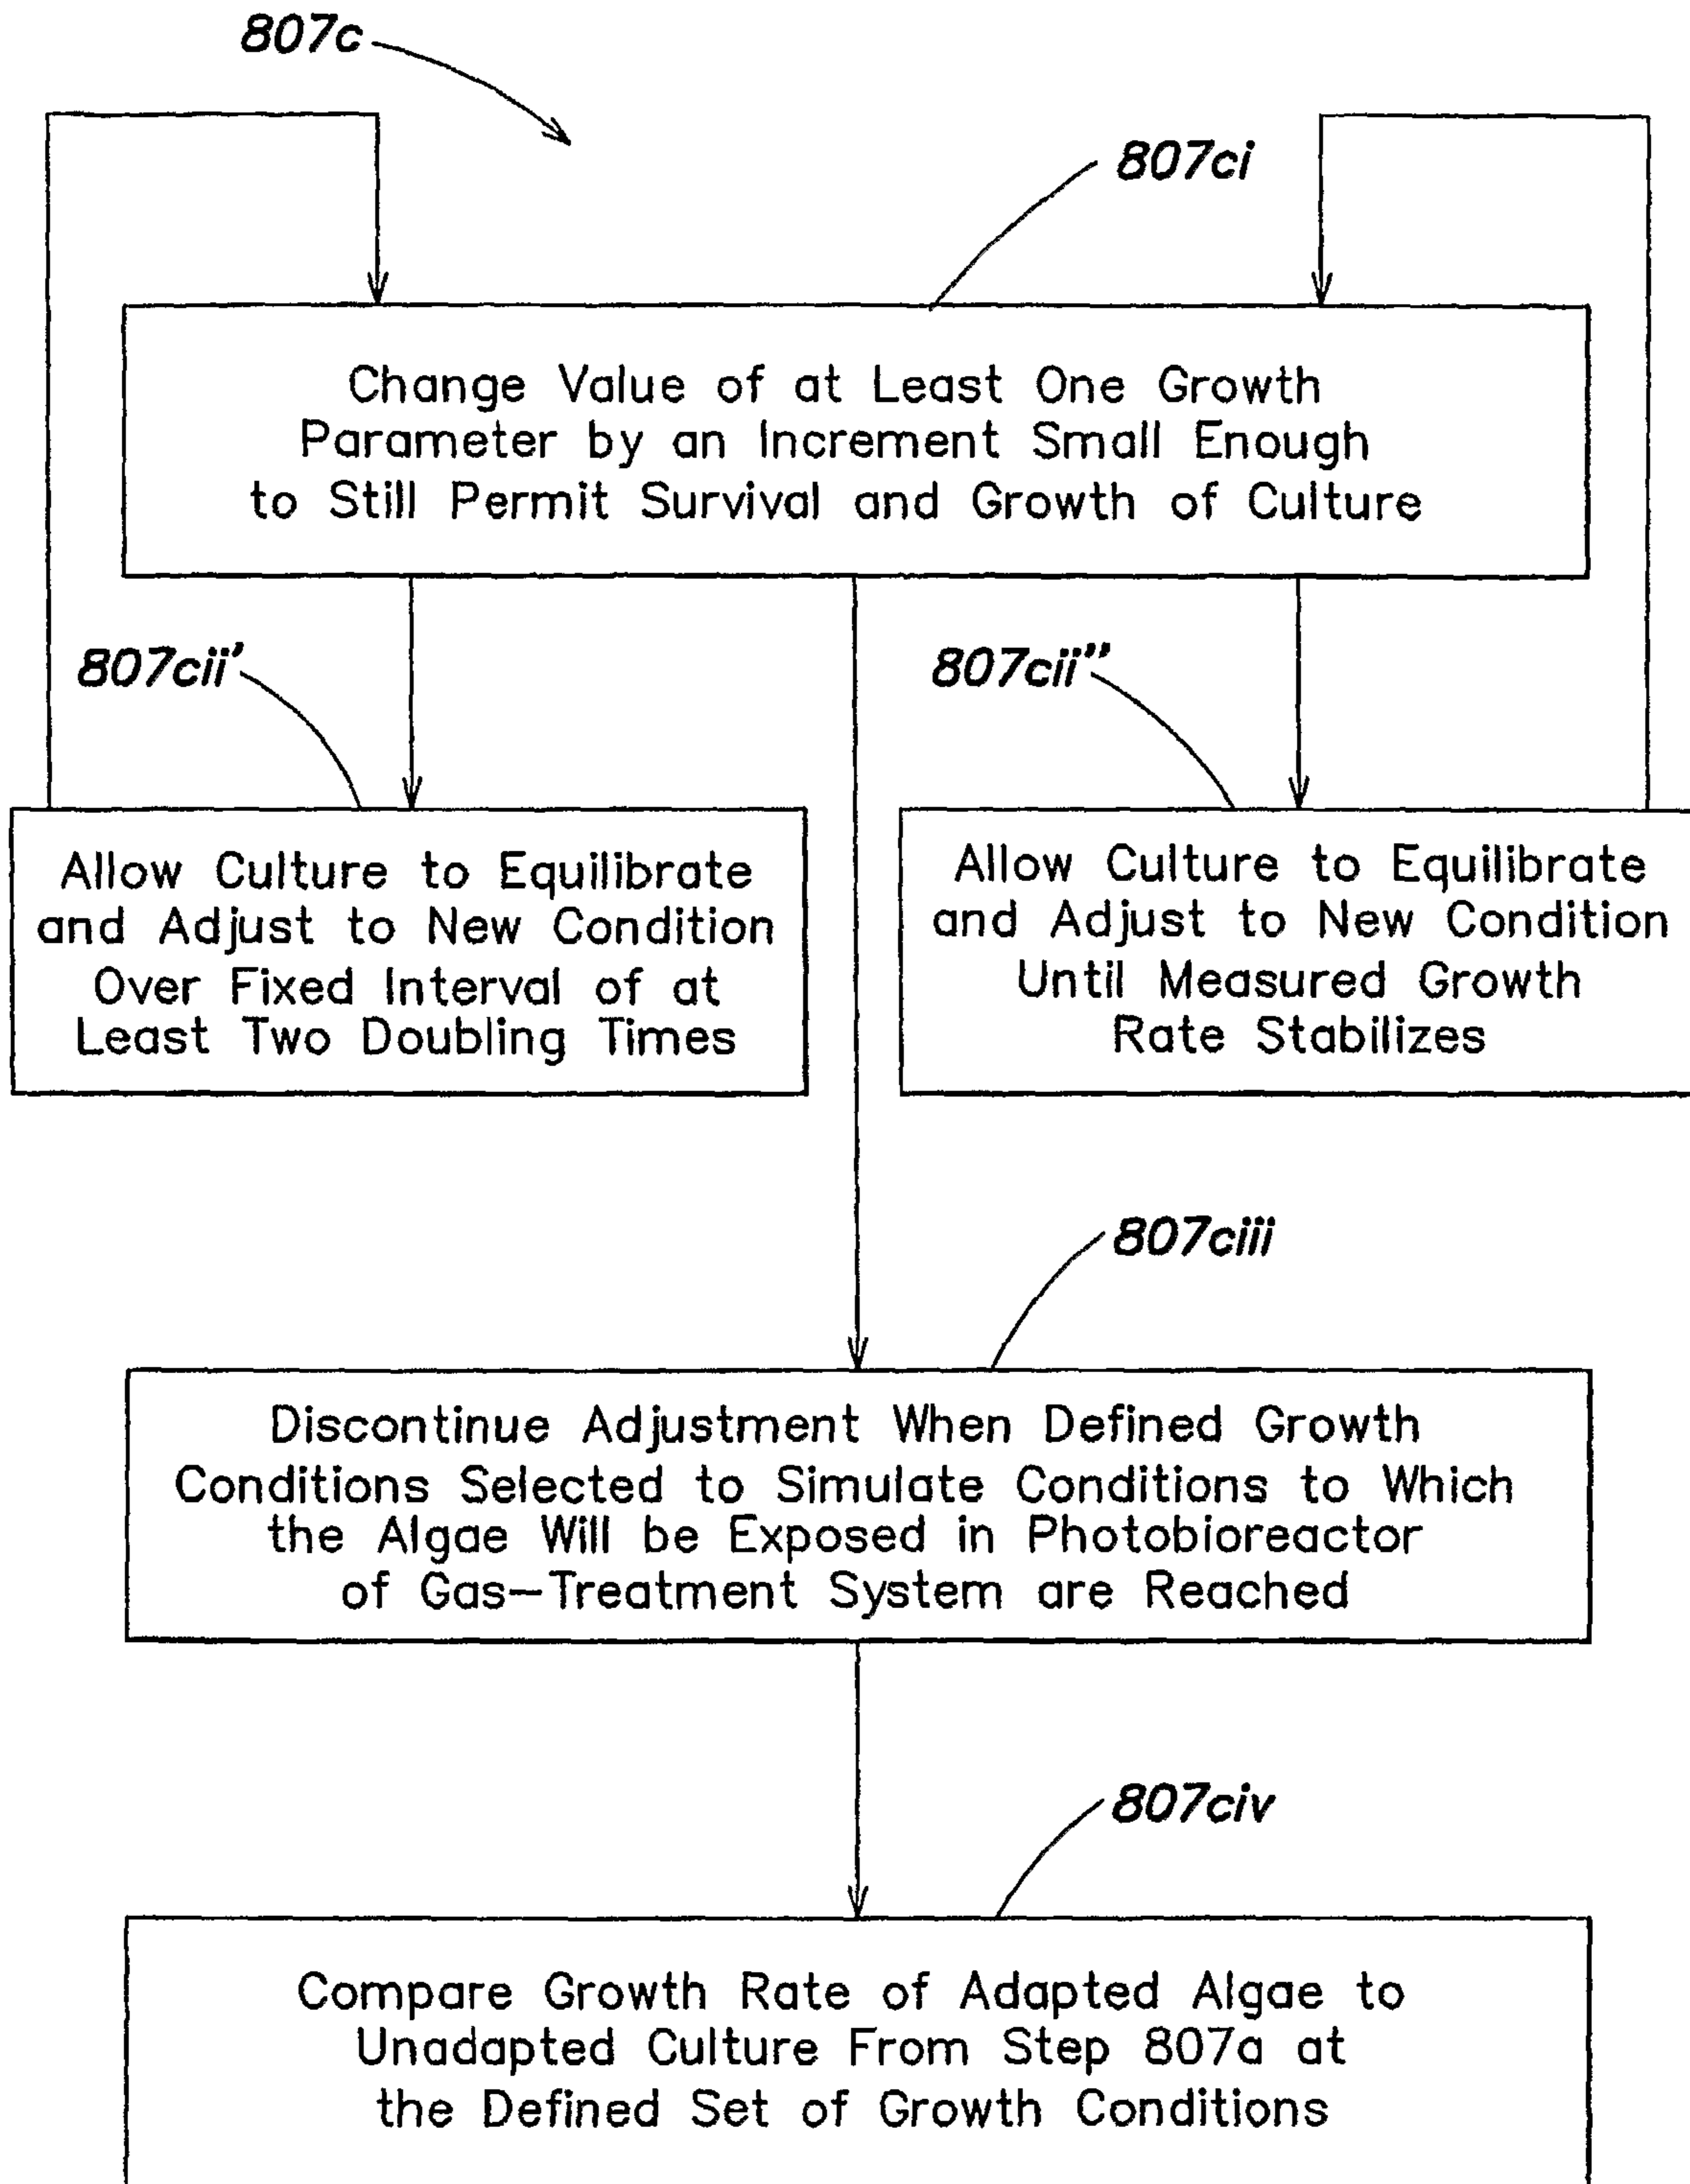 807c
807ci
Change Value of at Least One Growth
Parameter by an Increment Small Enough
to Still Permit Survival and Growth of Culture
807cii'
807cii"
Allow Culture to Equilibrate
and Adjust to New Condition
Over Fixed Interval of at
Least Two Doubling Times
Allow Culture to Equilibrate
and Adjust to New Condition
Until Measured Growth
Rate Stabilizes
807ciii
Discontinue Adjustment When Defined Growth
Conditions Selected to Simulate Conditions to Which
the Algae Will be Exposed in Photobioreactor
of Gas–Treatment System are Reached
807civ
Compare Growth Rate of Adapted Algae to
Unadapted Culture From Step 807a at
the Defined Set of Growth Conditions